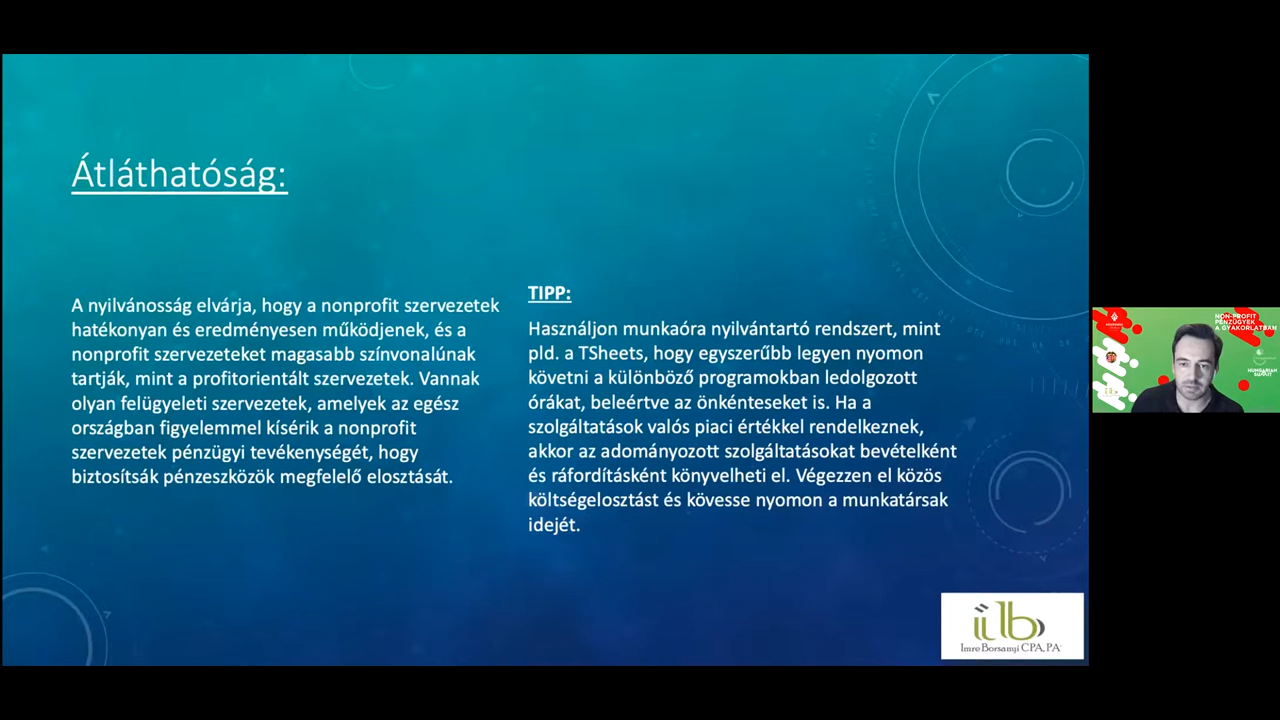 Átláthatóság:
A nyilvánosság elvárja, hogy a nonprofit szervezetek
hatékonyan és eredményesen működjenek, és a
nonprofit szervezeteket magasabb színvonalúnak
tartják, mint a profitorientált szervezetek. Vannak
olyan felügyeleti szervezetek, amelyek az egész
országban figyelemmel kísérik a nonprofit
szervezetek pénzügyi tevékenységét, hogy
biztosítsák pénzeszközök megfelelő elosztását.
TIPP:
Használjon munkaóra nyilvántartó rendszert, mint
pld. a TSheets, hogy egyszerűbb legyen nyomon
követni a különböző programokban ledolgozott
órákat, beleértve az önkénteseket is. Ha a
szolgáltatások valós piaci értékkel rendelkeznek,
akkor az adományozott szolgáltatásokat bevételként
és ráfordításként könyvelheti el. Végezzen el közös
költségelosztást és kövesse nyomon a munkatársak
idejét.
ilb
Imre Borsanyi CPA, PA
NON-PROFIT
PÉNZÜGYEK
A GYAKORLATBAN
HUNGARIAN
SUMMIT